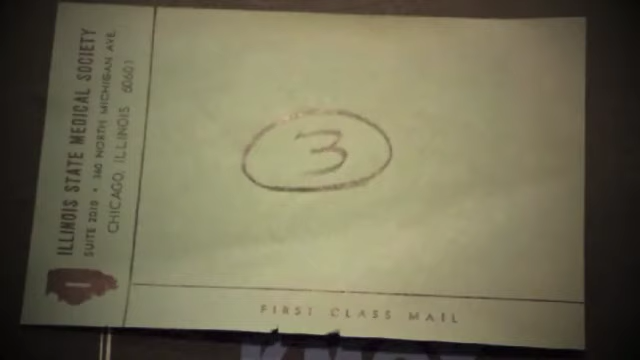 ILLINOIS STATE MEDICAL SOCIETY
SUITE 2010 • 360 NORTH MICHIGAN AVE.
CHICAGO, ILLINOIS 60601
3
FIRST CLASS MAIL